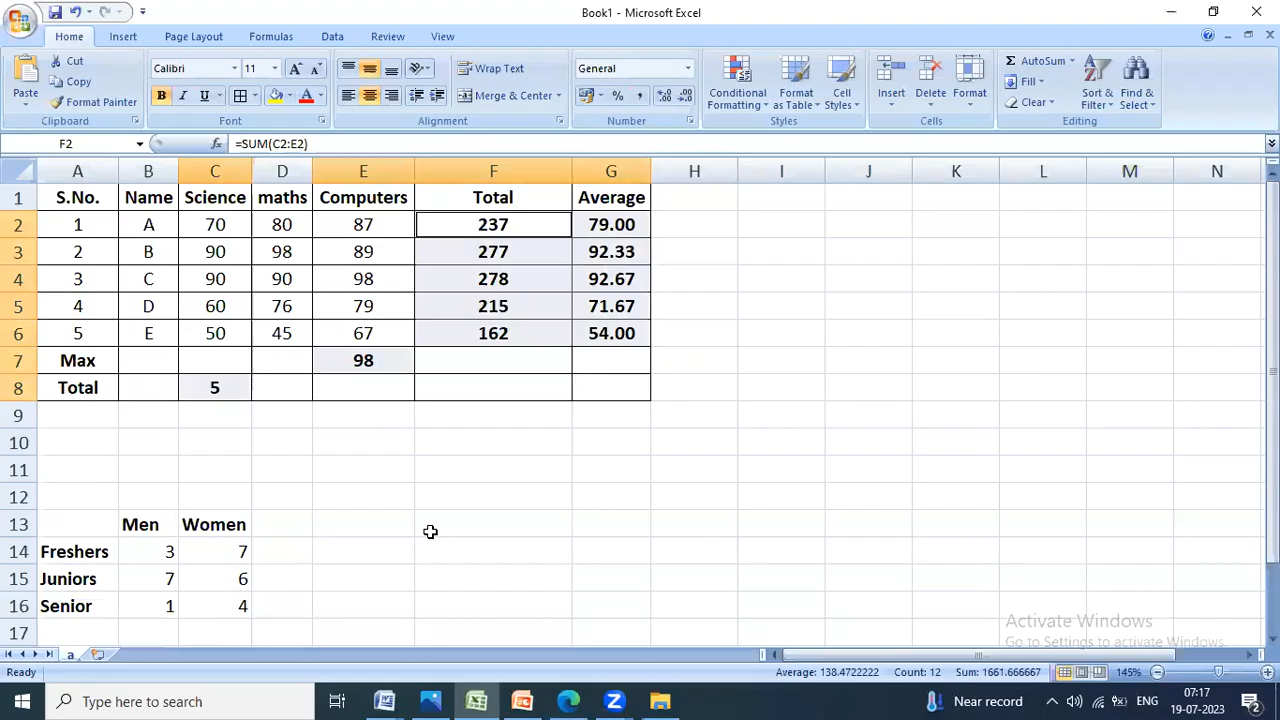 Book1 - Microsoft Excel
Home Insert Page Layout Formulas Data Review View
Paste
Cut
Copy
Format Painter
Clipboard
Calibri 11
B I U
Font
Wrap Text
Merge & Center
Alignment
General
Number
Conditional Formatting
Format as Table
Cell Styles
Styles
Insert Delete Format
Cells
Σ AutoSum
Fill
Clear
Sort & Filter
Find & Select
Editing
F2 fx =SUM(C2:E2)
A B C D E F G H I J K L M N
1 S.No. Name Science maths Computers Total Average
2 1 A 70 80 87 237 79.00
3 2 B 90 98 89 277 92.33
4 3 C 90 90 98 278 92.67
5 4 D 60 76 79 215 71.67
6 5 E 50 45 67 162 54.00
7 Max 98
8 Total 5
9
10
11
12
13 Men Women
14 Freshers 3 7
15 Juniors 7 6
16 Senior 1 4
17
Activate Windows
Go to Settings to activate Windows.
a
Ready Average: 138.4722222 Count: 12 Sum: 1661.666667 145%
Type here to search
Near record
ENG
07:17
19-07-2023
2